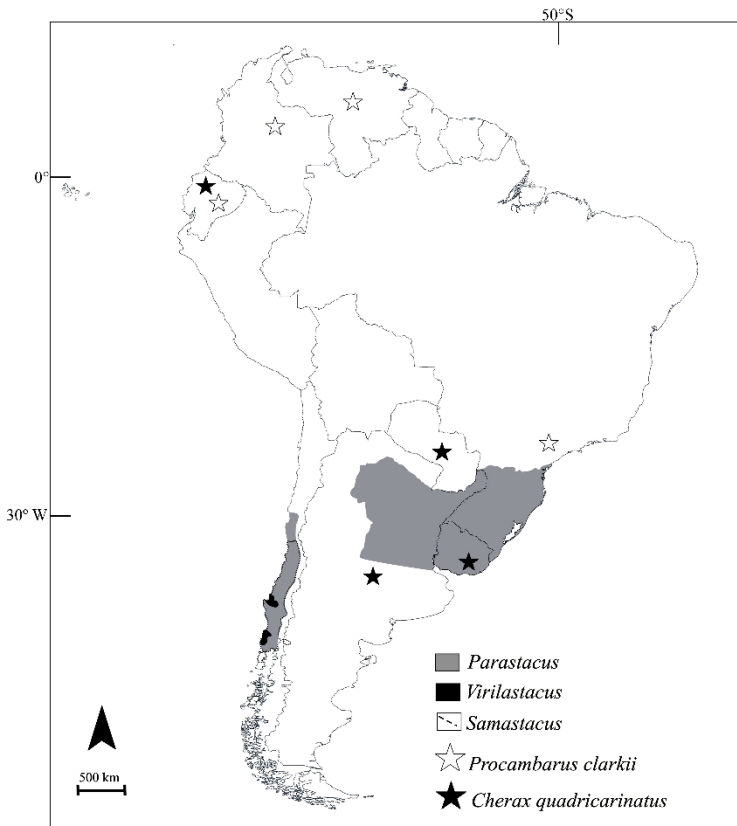 50°S
0°
30° W
Parastacus
Virilastacus
Samastacus
Procambarus clarkii
500 km
Cherax quadricarinatus